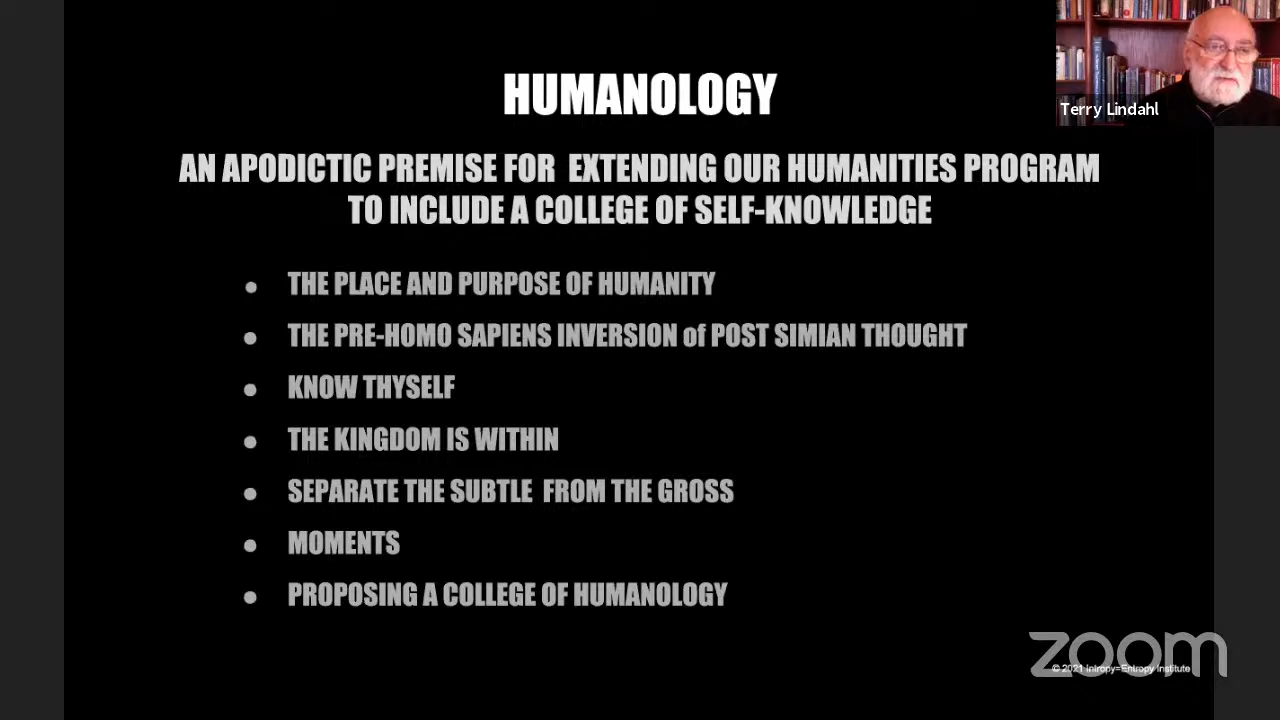 HUMANOLOGY
Terry Lindahl
AN APODICTIC PREMISE FOR EXTENDING OUR HUMANITIES PROGRAM
TO INCLUDE A COLLEGE OF SELF-KNOWLEDGE
● THE PLACE AND PURPOSE OF HUMANITY
● THE PRE-HOMO SAPIENS INVERSION of POST SIMIAN THOUGHT
● KNOW THYSELF
● THE KINGDOM IS WITHIN
● SEPARATE THE SUBTLE FROM THE GROSS
● MOMENTS
● PROPOSING A COLLEGE OF HUMANOLOGY
zoom
© 2021 Intropy=Entropy Institute